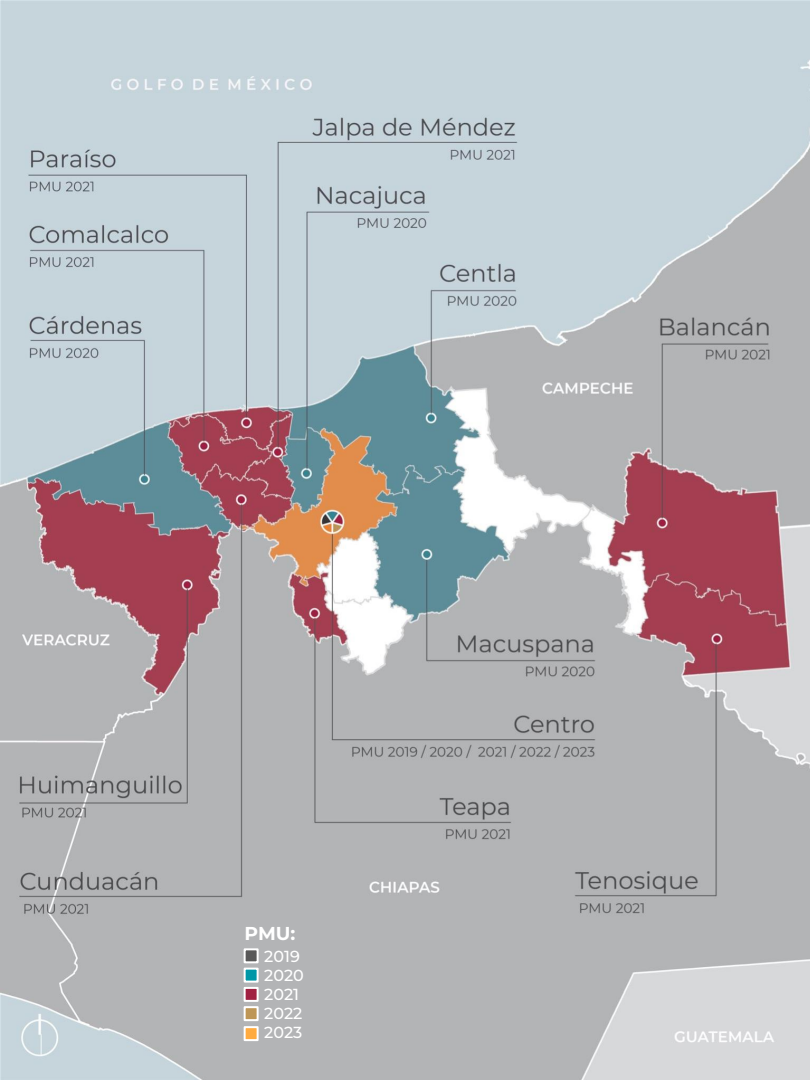 GOLFO DE MÉXICO
Jalpa de Méndez
PMU 2021
Paraíso
PMU 2021
Nacajuca
PMU 2020
Comalcalco
PMU 2021
Centla
PMU 2020
Cárdenas
PMU 2020
Balancán
PMU 2021
CAMPECHE
VERACRUZ
Macuspana
PMU 2020
Centro
PMU 2019 / 2020 / 2021 / 2022 / 2023
Huimanguillo
PMU 2021
Teapa
PMU 2021
Cunduacán
PMU 2021
CHIAPAS
Tenosique
PMU 2021
PMU:
2019
2020
2021
2022
2023
GUATEMALA